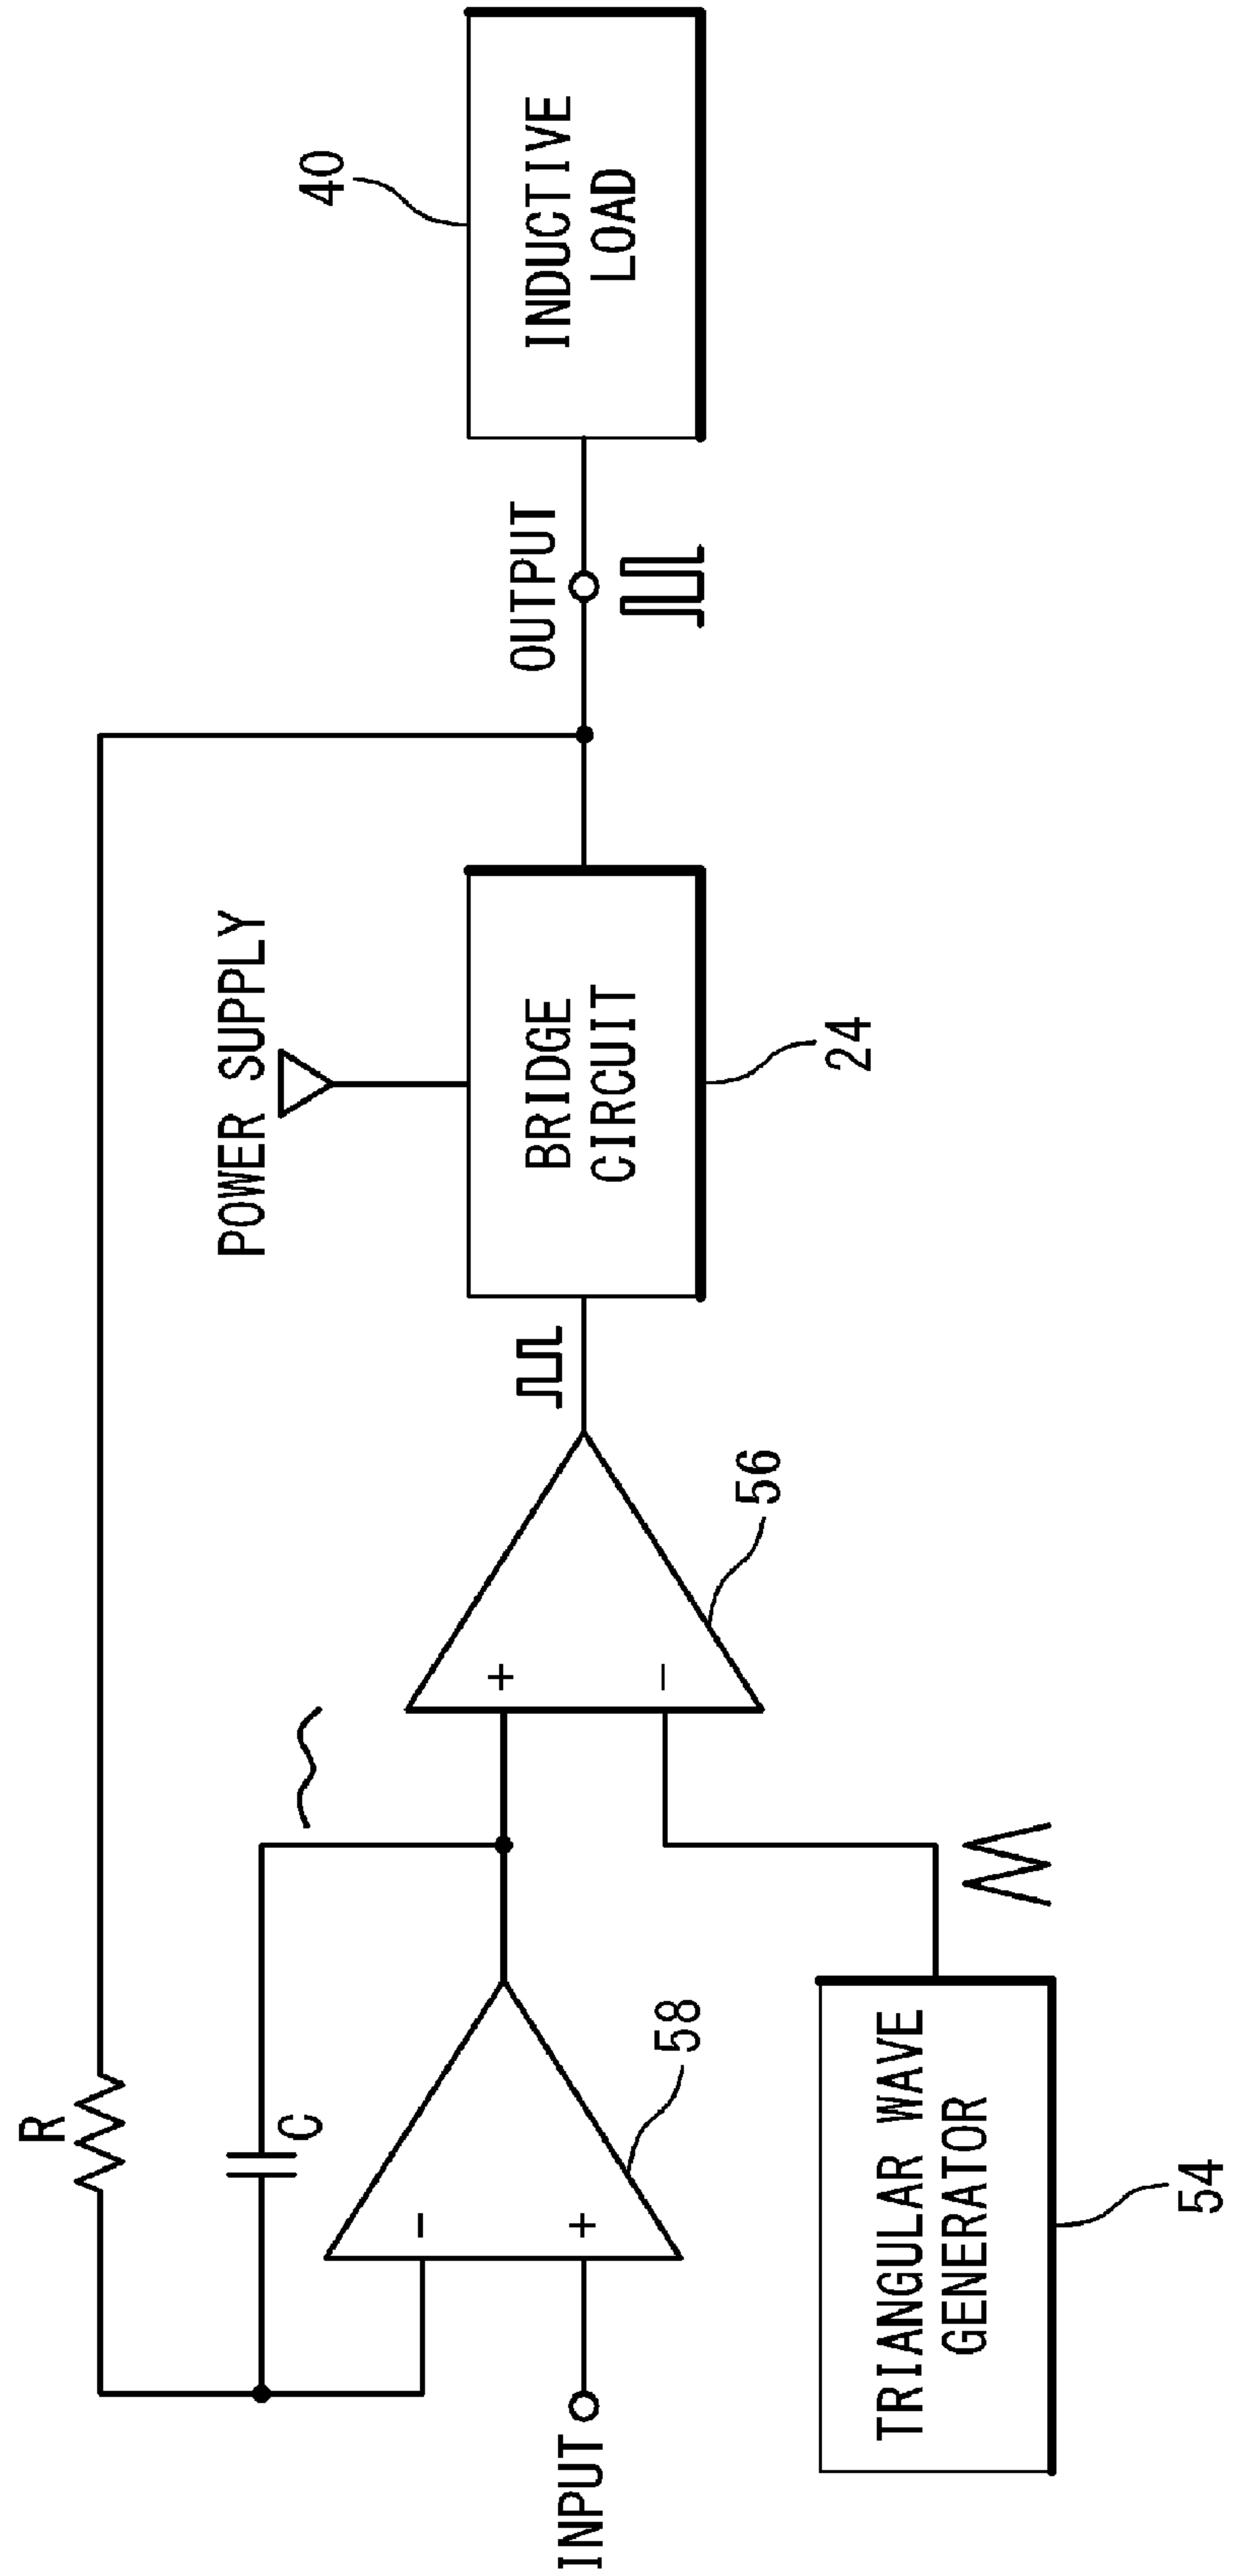 R
C
POWER SUPPLY
40
INPUT
-
+
58
+
-
56
BRIDGE
CIRCUIT
24
OUTPUT
INDUCTIVE
LOAD
TRIANGULAR WAVE
GENERATOR
54